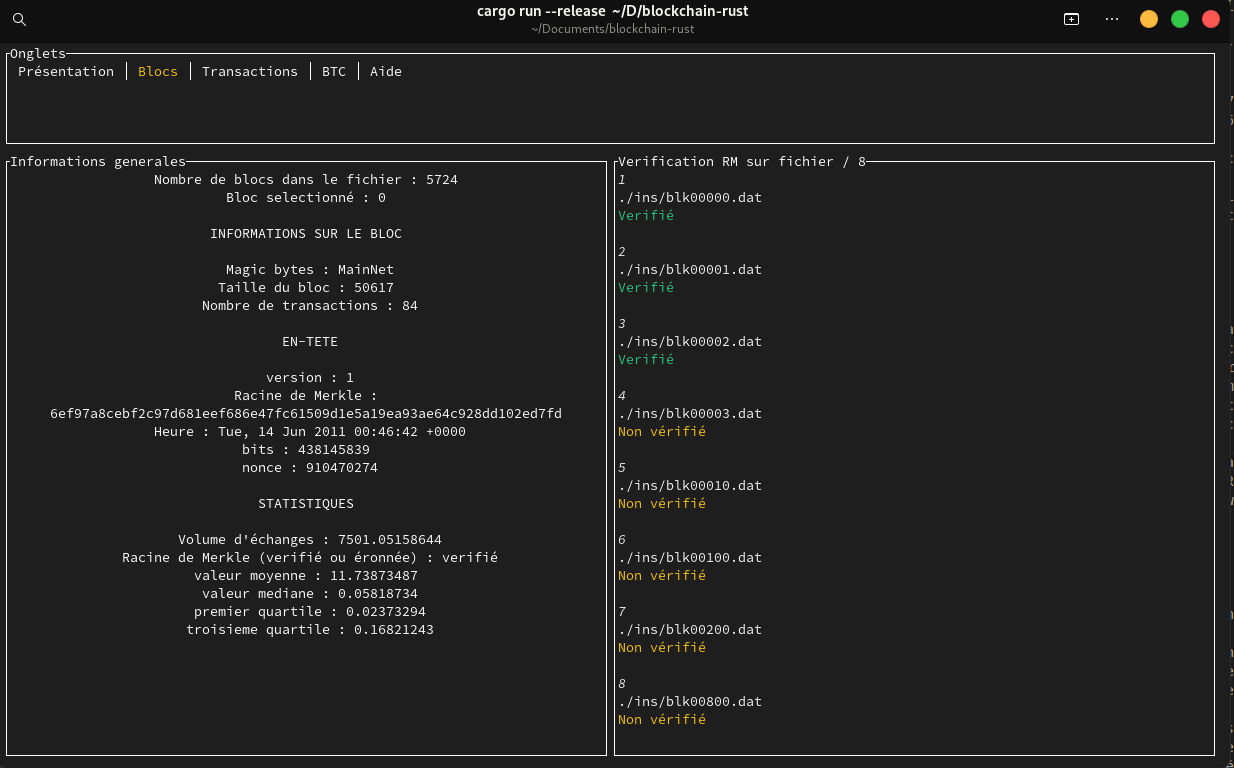 cargo run --release ~/D/blockchain-rust
~/Documents/blockchain-rust
Onglets
Présentation │ Blocs │ Transactions │ BTC │ Aide
Informations generales
Nombre de blocs dans le fichier : 5724
Bloc selectionné : 0
INFORMATIONS SUR LE BLOC
Magic bytes : MainNet
Taille du bloc : 50617
Nombre de transactions : 84
EN-TETE
version : 1
Racine de Merkle :
6ef97a8cebf2c97d681eef686e47fc61509d1e5a19ea93ae64c928dd102ed7fd
Heure : Tue, 14 Jun 2011 00:46:42 +0000
bits : 438145839
nonce : 910470274
STATISTIQUES
Volume d'échanges : 7501.05158644
Racine de Merkle (verifié ou éronnée) : verifié
valeur moyenne : 11.73873487
valeur mediane : 0.05818734
premier quartile : 0.02373294
troisieme quartile : 0.16821243
Verification RM sur fichier / 8
1
./ins/blk00000.dat
Verifié
2
./ins/blk00001.dat
Verifié
3
./ins/blk00002.dat
Verifié
4
./ins/blk00003.dat
Non vérifié
5
./ins/blk00010.dat
Non vérifié
6
./ins/blk00100.dat
Non vérifié
7
./ins/blk00200.dat
Non vérifié
8
./ins/blk00800.dat
Non vérifié